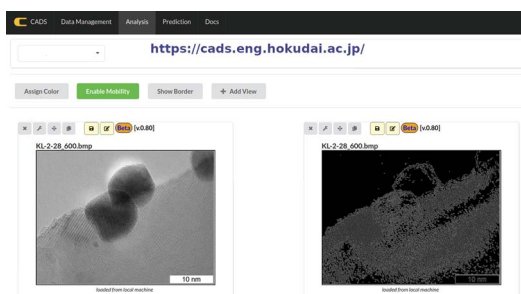 CADS Data Management Analysis Prediction Docs
https://cads.eng.hokudai.ac.jp/
Assign Color Enable Mobility Show Border + Add View
Beta [v.0.80]
KL-2-28_600.bmp
10 nm
loaded from local machine
Beta [v.0.80]
KL-2-28_600.bmp
10 nm
loaded from local machine